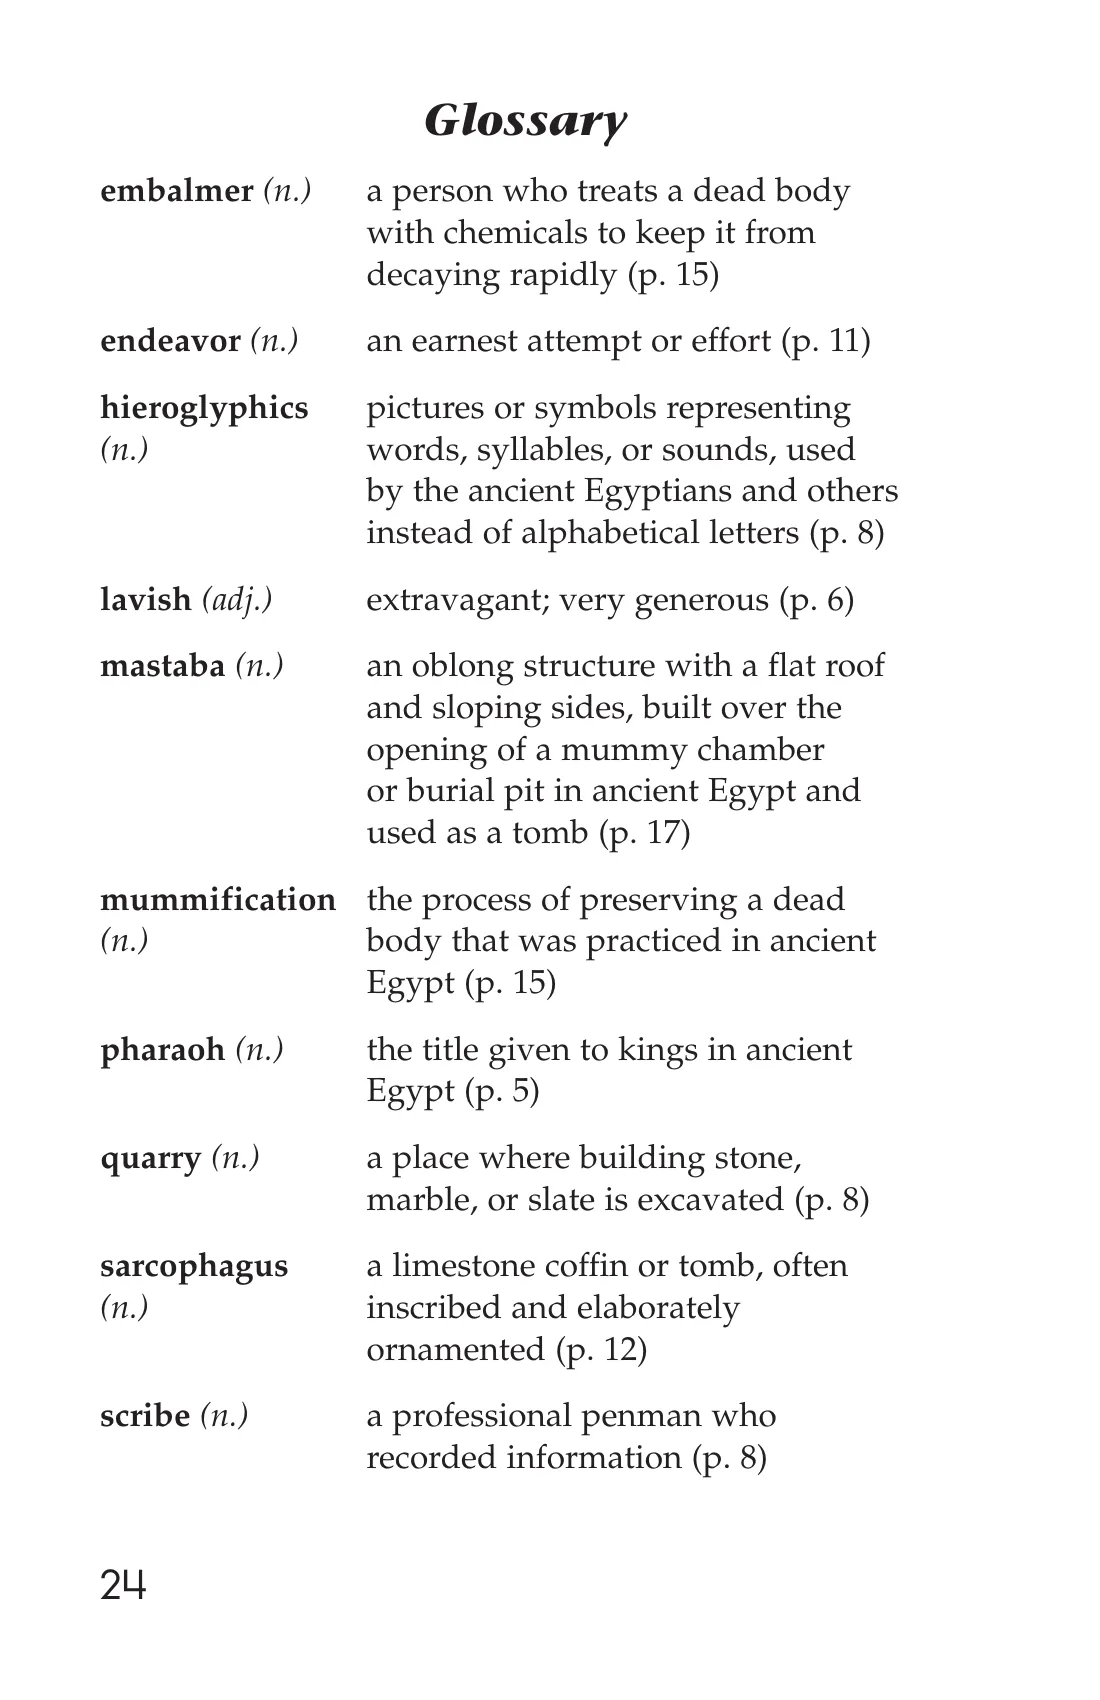 Glossary
embalmer (n.) a person who treats a dead body
with chemicals to keep it from
decaying rapidly (p. 15)
endeavor (n.) an earnest attempt or effort (p. 11)
hieroglyphics pictures or symbols representing
(n.) words, syllables, or sounds, used
by the ancient Egyptians and others
instead of alphabetical letters (p. 8)
lavish (adj.) extravagant; very generous (p. 6)
mastaba (n.) an oblong structure with a flat roof
and sloping sides, built over the
opening of a mummy chamber
or burial pit in ancient Egypt and
used as a tomb (p. 17)
mummification the process of preserving a dead
(n.) body that was practiced in ancient
Egypt (p. 15)
pharaoh (n.) the title given to kings in ancient
Egypt (p. 5)
quarry (n.) a place where building stone,
marble, or slate is excavated (p. 8)
sarcophagus a limestone coffin or tomb, often
(n.) inscribed and elaborately
ornamented (p. 12)
scribe (n.) a professional penman who
recorded information (p. 8)
24